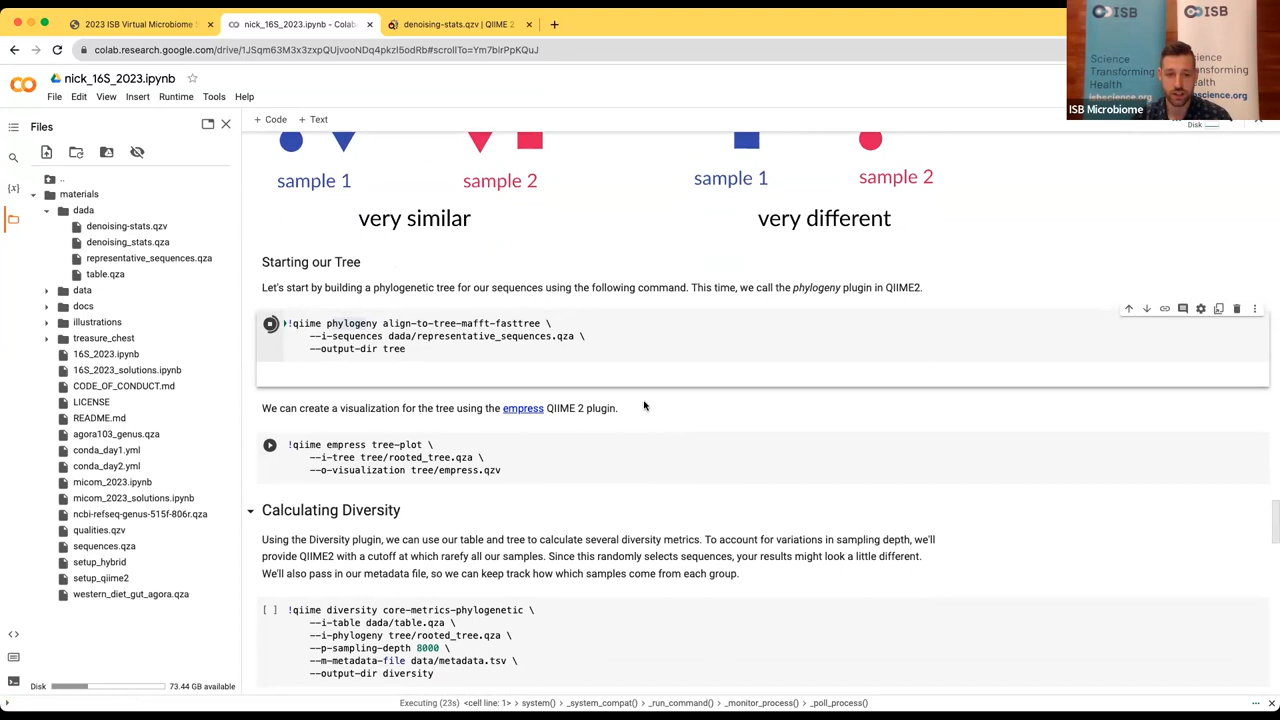 2023 ISB Virtual Microbiome
nick_16S_2023.ipynb - Colab
denoising-stats.qzv | QIIME 2
colab.research.google.com/drive/1JSqm63M3x3zxpQUjvooNDq4pkzl5odRb#scrollTo=Ym7birPpKQuJ
ISB
ISB
Science
Transforming
Health
isbscience.org
science.org
ISB Microbiome
nick_16S_2023.ipynb
File Edit View Insert Runtime Tools Help
Files
+ Code + Text
Disk
..
materials
dada
denoising-stats.qzv
denoising_stats.qza
representative_sequences.qza
table.qza
data
docs
illustrations
treasure_chest
16S_2023.ipynb
16S_2023_solutions.ipynb
CODE_OF_CONDUCT.md
LICENSE
README.md
agora103_genus.qza
conda_day1.yml
conda_day2.yml
micom_2023.ipynb
micom_2023_solutions.ipynb
ncbi-refseq-genus-515f-806r.qza
qualities.qzv
sequences.qza
setup_hybrid
setup_qiime2
western_diet_gut_agora.qza
Disk 73.44 GB available
sample 1 sample 2 sample 1 sample 2
very similar very different
Starting our Tree
Let's start by building a phylogenetic tree for our sequences using the following command. This time, we call the phylogeny plugin in QIIME2.
!qiime phylogeny align-to-tree-mafft-fasttree \
--i-sequences dada/representative_sequences.qza \
--output-dir tree
We can create a visualization for the tree using the empress QIIME 2 plugin.
!qiime empress tree-plot \
--i-tree tree/rooted_tree.qza \
--o-visualization tree/empress.qzv
Calculating Diversity
Using the Diversity plugin, we can use our table and tree to calculate several diversity metrics. To account for variations in sampling depth, we'll
provide QIIME2 with a cutoff at which rarefy all our samples. Since this randomly selects sequences, your results might look a little different.
We'll also pass in our metadata file, so we can keep track how which samples come from each group.
[ ] !qiime diversity core-metrics-phylogenetic \
--i-table dada/table.qza \
--i-phylogeny tree/rooted_tree.qza \
--p-sampling-depth 8000 \
--m-metadata-file data/metadata.tsv \
--output-dir diversity
Executing (23s) <cell line: 1> system() _system_compat() _run_command() _monitor_process() _poll_process()